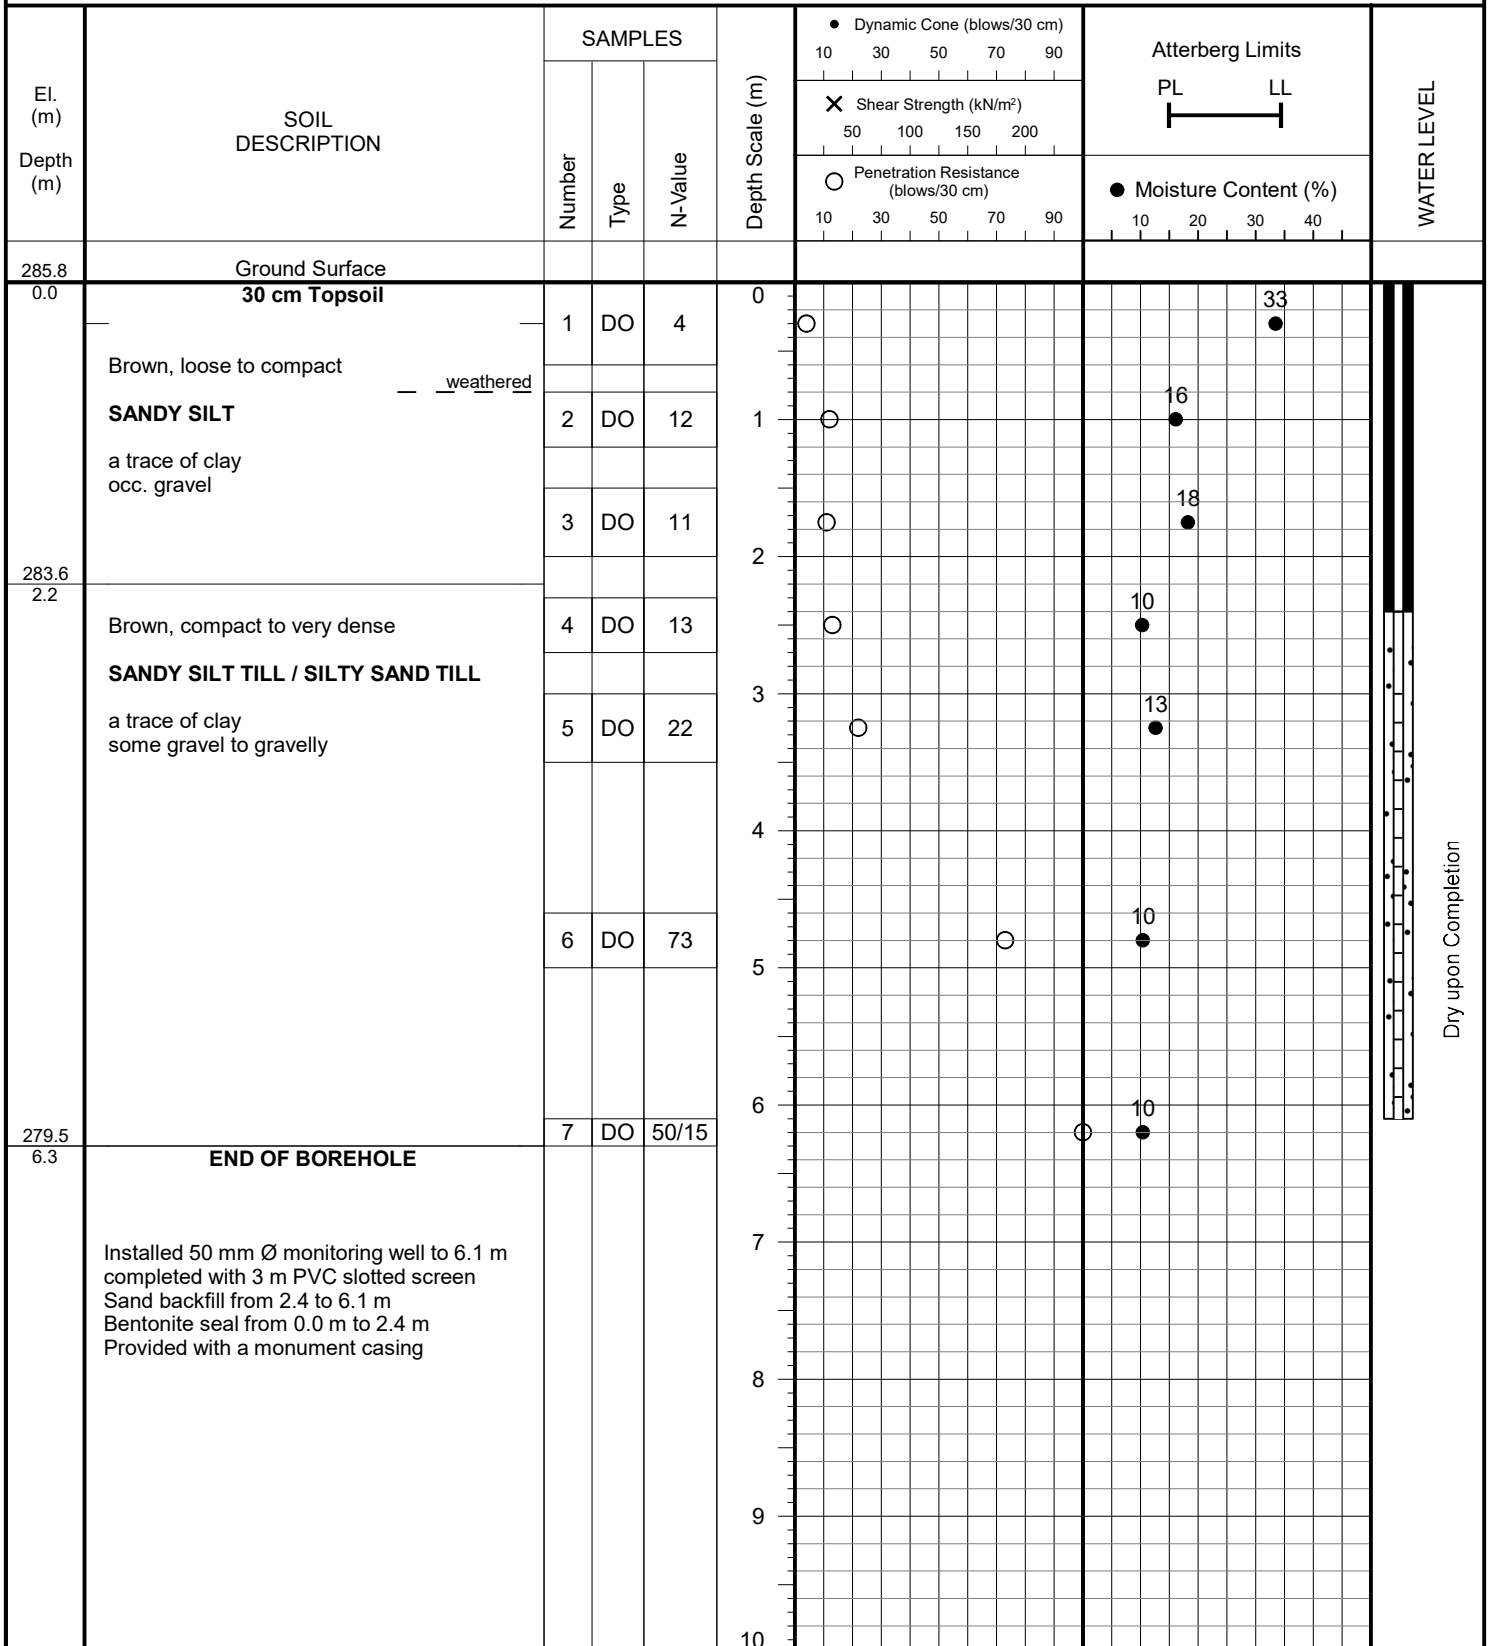 El.
(m)
Depth
(m)
SOIL
DESCRIPTION
SAMPLES
Number
Type
N-Value
Depth Scale (m)
Dynamic Cone (blows/30 cm)
10 30 50 70 90
Shear Strength (kN/m²)
50 100 150 200
Penetration Resistance
(blows/30 cm)
10 30 50 70 90
Atterberg Limits
PL LL
Moisture Content (%)
10 20 30 40
WATER LEVEL
285.8 Ground Surface
0.0 30 cm Topsoil 0
1 DO 4 33
Brown, loose to compact
weathered
SANDY SILT
2 DO 12 1 16
a trace of clay
occ. gravel
3 DO 11 18
2
283.6
2.2
Brown, compact to very dense 4 DO 13 10
SANDY SILT TILL / SILTY SAND TILL
3
a trace of clay
some gravel to gravelly
5 DO 22 13
4
6 DO 73 10
5
Dry upon Completion
6
7 DO 50/15 10
279.5
6.3 END OF BOREHOLE
Installed 50 mm Ø monitoring well to 6.1 m
completed with 3 m PVC slotted screen
Sand backfill from 2.4 to 6.1 m
Bentonite seal from 0.0 m to 2.4 m
Provided with a monument casing
7
8
9
10